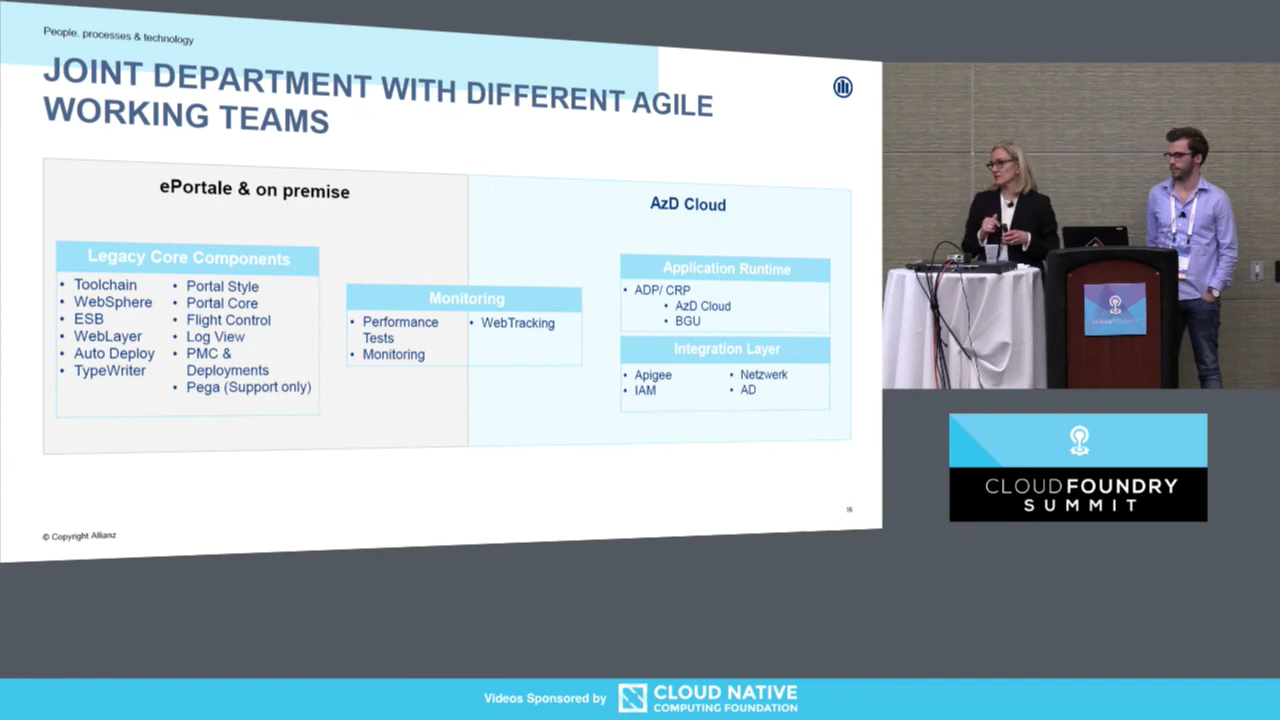 People, processes & technology
JOINT DEPARTMENT WITH DIFFERENT AGILE
WORKING TEAMS
ePortale & on premise
Legacy Core Components
• Toolchain
• WebSphere
• ESB
• WebLayer
• Auto Deploy
• TypeWriter
• Portal Style
• Portal Core
• Flight Control
• Log View
• PMC &
Deployments
• Pega (Support only)
Monitoring
• Performance
Tests
• Monitoring
• WebTracking
AzD Cloud
Application Runtime
• ADP/ CRP
• AzD Cloud
• BGU
Integration Layer
• Apigee
• IAM
• Netzwerk
• AD
16
© Copyright Allianz
CLOUD FOUNDRY
SUMMIT
Videos Sponsored by
CLOUD NATIVE
COMPUTING FOUNDATION